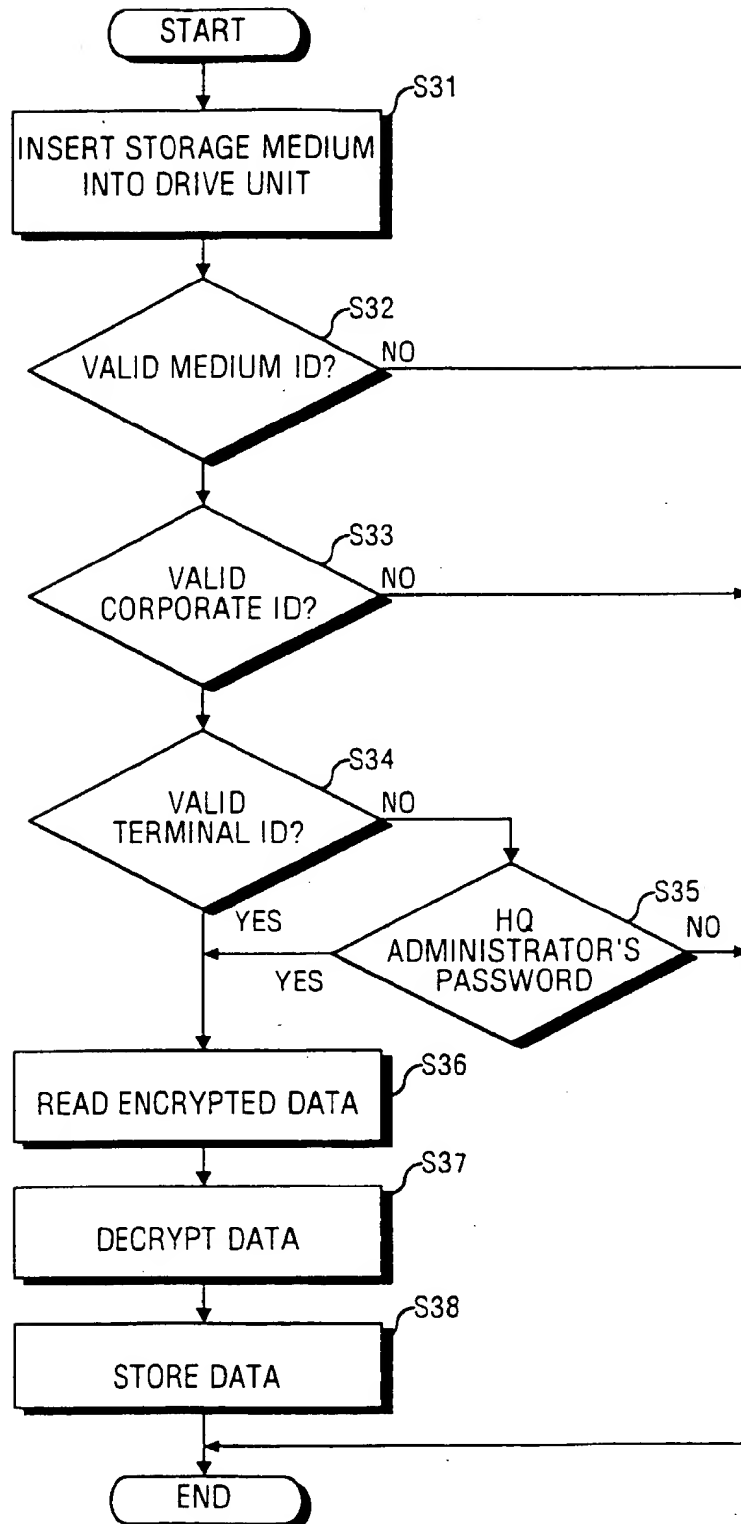 START
S31
INSERT STORAGE MEDIUM
INTO DRIVE UNIT
S32
VALID MEDIUM ID?
NO
S33
VALID
CORPORATE ID?
NO
S34
VALID
TERMINAL ID?
NO
YES
S35
HQ
ADMINISTRATOR'S
PASSWORD
NO
YES
S36
READ ENCRYPTED DATA
S37
DECRYPT DATA
S38
STORE DATA
END